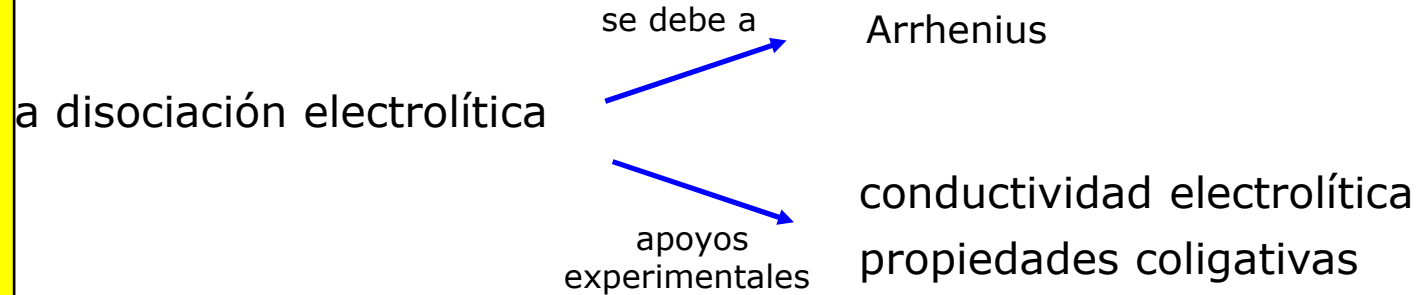 se debe a
Arrhenius
a disociación electrolítica
conductividad electrolítica
apoyos
experimentales
propiedades coligativas